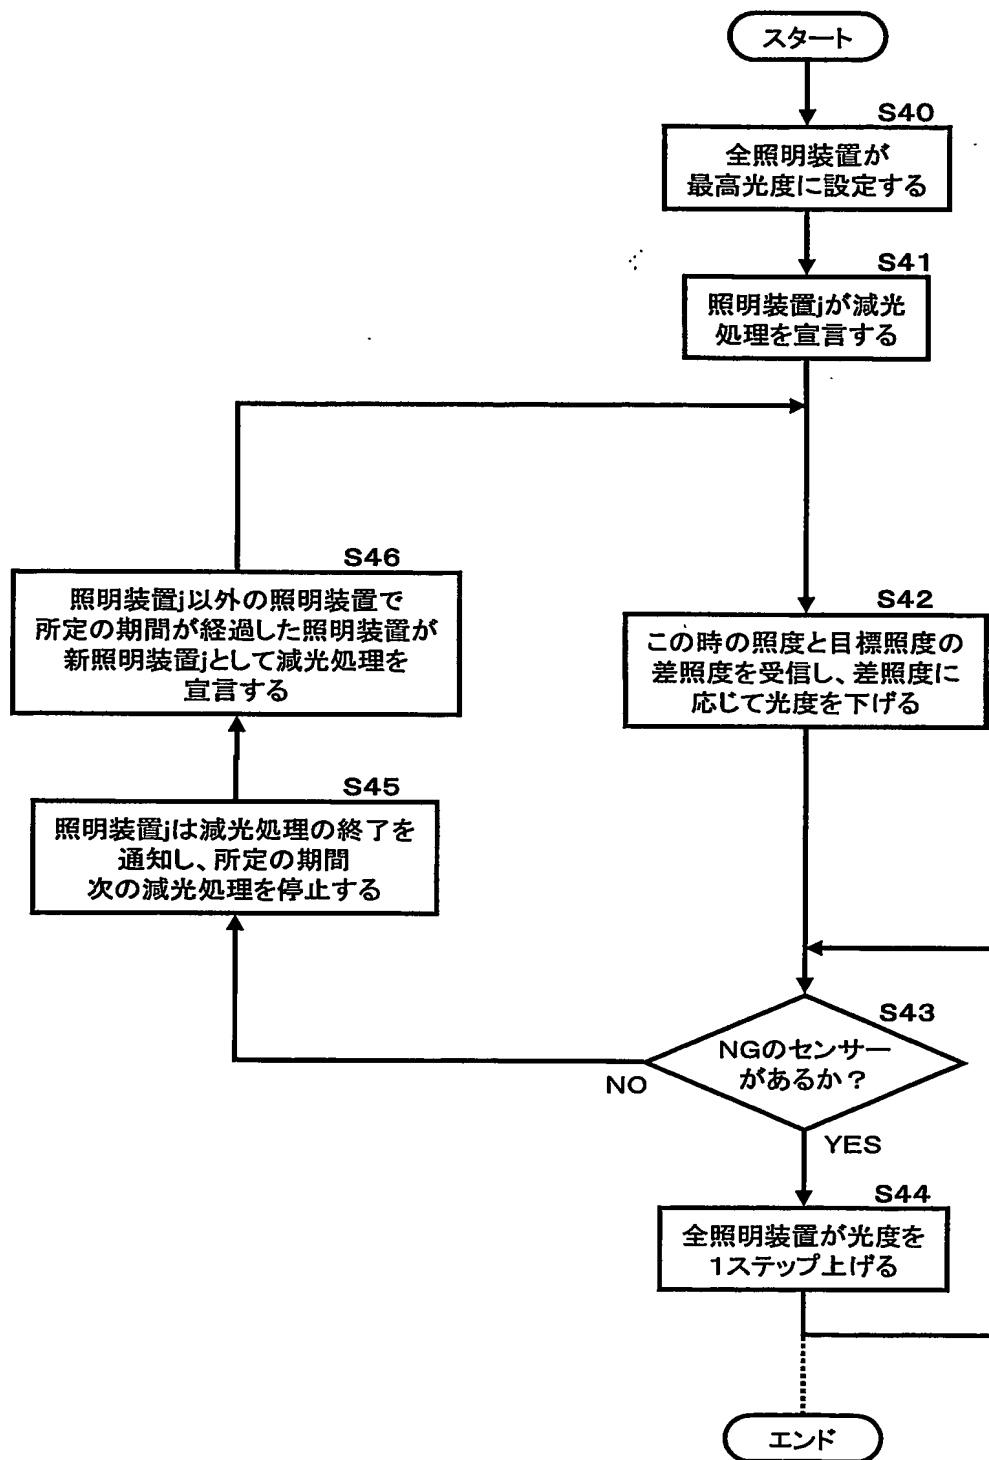 スタート
S40
全照明装置が
最高光度に設定する
S41
照明装置jが減光
処理を宣言する
S46
照明装置j以外の照明装置で
所定の期間が経過した照明装置が
新照明装置jとして減光処理を
宣言する
S42
この時の照度と目標照度の
差照度を受信し、差照度に
応じて光度を下げる
S45
照明装置jは減光処理の終了を
通知し、所定の期間
次の減光処理を停止する
S43
NGのセンサー
があるか？
NO
YES
S44
全照明装置が光度を
1ステップ上げる
エンド